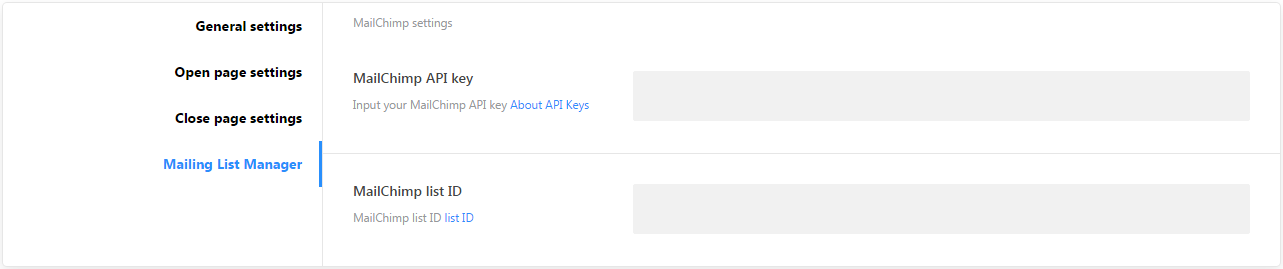 General settings
Open page settings
Close page settings
Mailing List Manager
MailChimp settings
MailChimp API key
Input your MailChimp API key About API Keys
MailChimp list ID
MailChimp list ID list ID